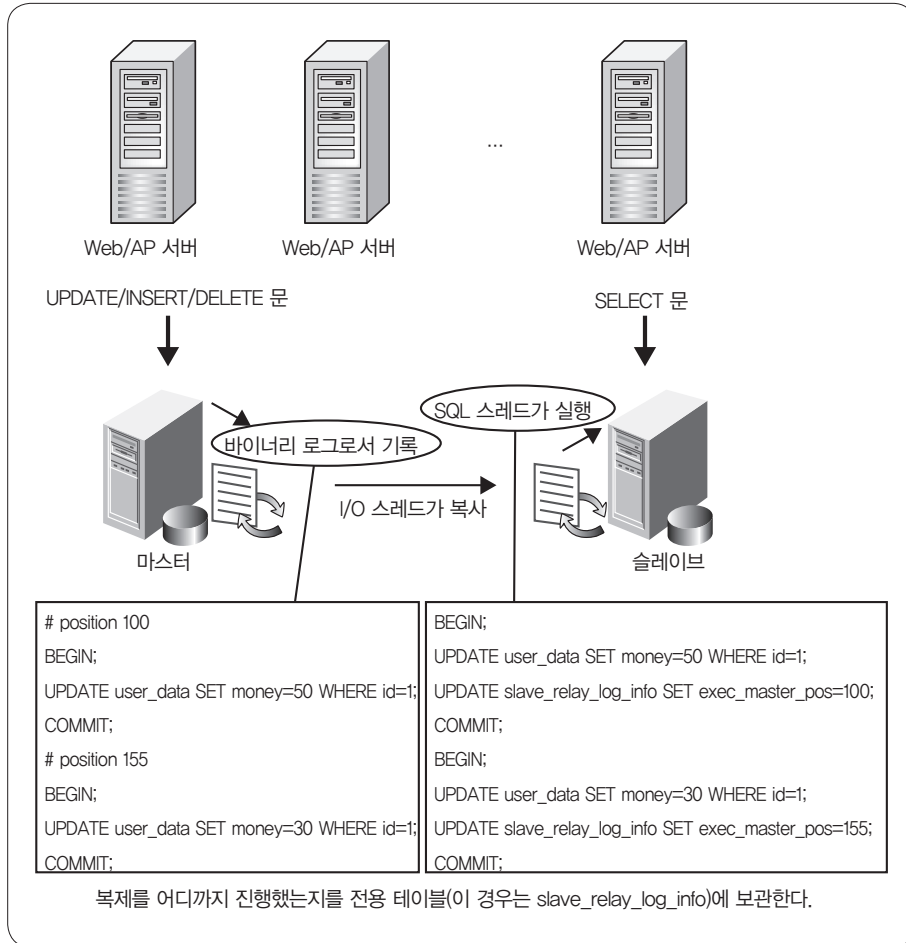 ...
Web/AP 서버
Web/AP 서버
Web/AP 서버
UPDATE/INSERT/DELETE 문
SELECT 문
SQL 스레드가 실행
바이너리 로그로서 기록
I/O 스레드가 복사
마스터
슬레이브
# position 100
BEGIN;
UPDATE user_data SET money=50 WHERE id=1;
COMMIT;
# position 155
BEGIN;
UPDATE user_data SET money=30 WHERE id=1;
COMMIT;
BEGIN;
UPDATE user_data SET money=50 WHERE id=1;
UPDATE slave_relay_log_info SET exec_master_pos=100;
COMMIT;
BEGIN;
UPDATE user_data SET money=30 WHERE id=1;
UPDATE slave_relay_log_info SET exec_master_pos=155;
COMMIT;
복제를 어디까지 진행했는지를 전용 테이블(이 경우는 slave_relay_log_info)에 보관한다.